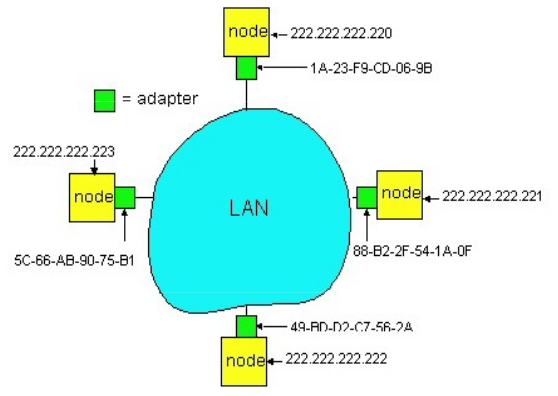 node
222.222.222.220
1A-23-F9-CD-06-9B
= adapter
222.222.222.223
node
LAN
node
222.222.222.221
5C-66-AB-90-75-B1
88-B2-2F-54-1A-0F
49-BD-D2-C7-56-2A
node
222.222.222.222